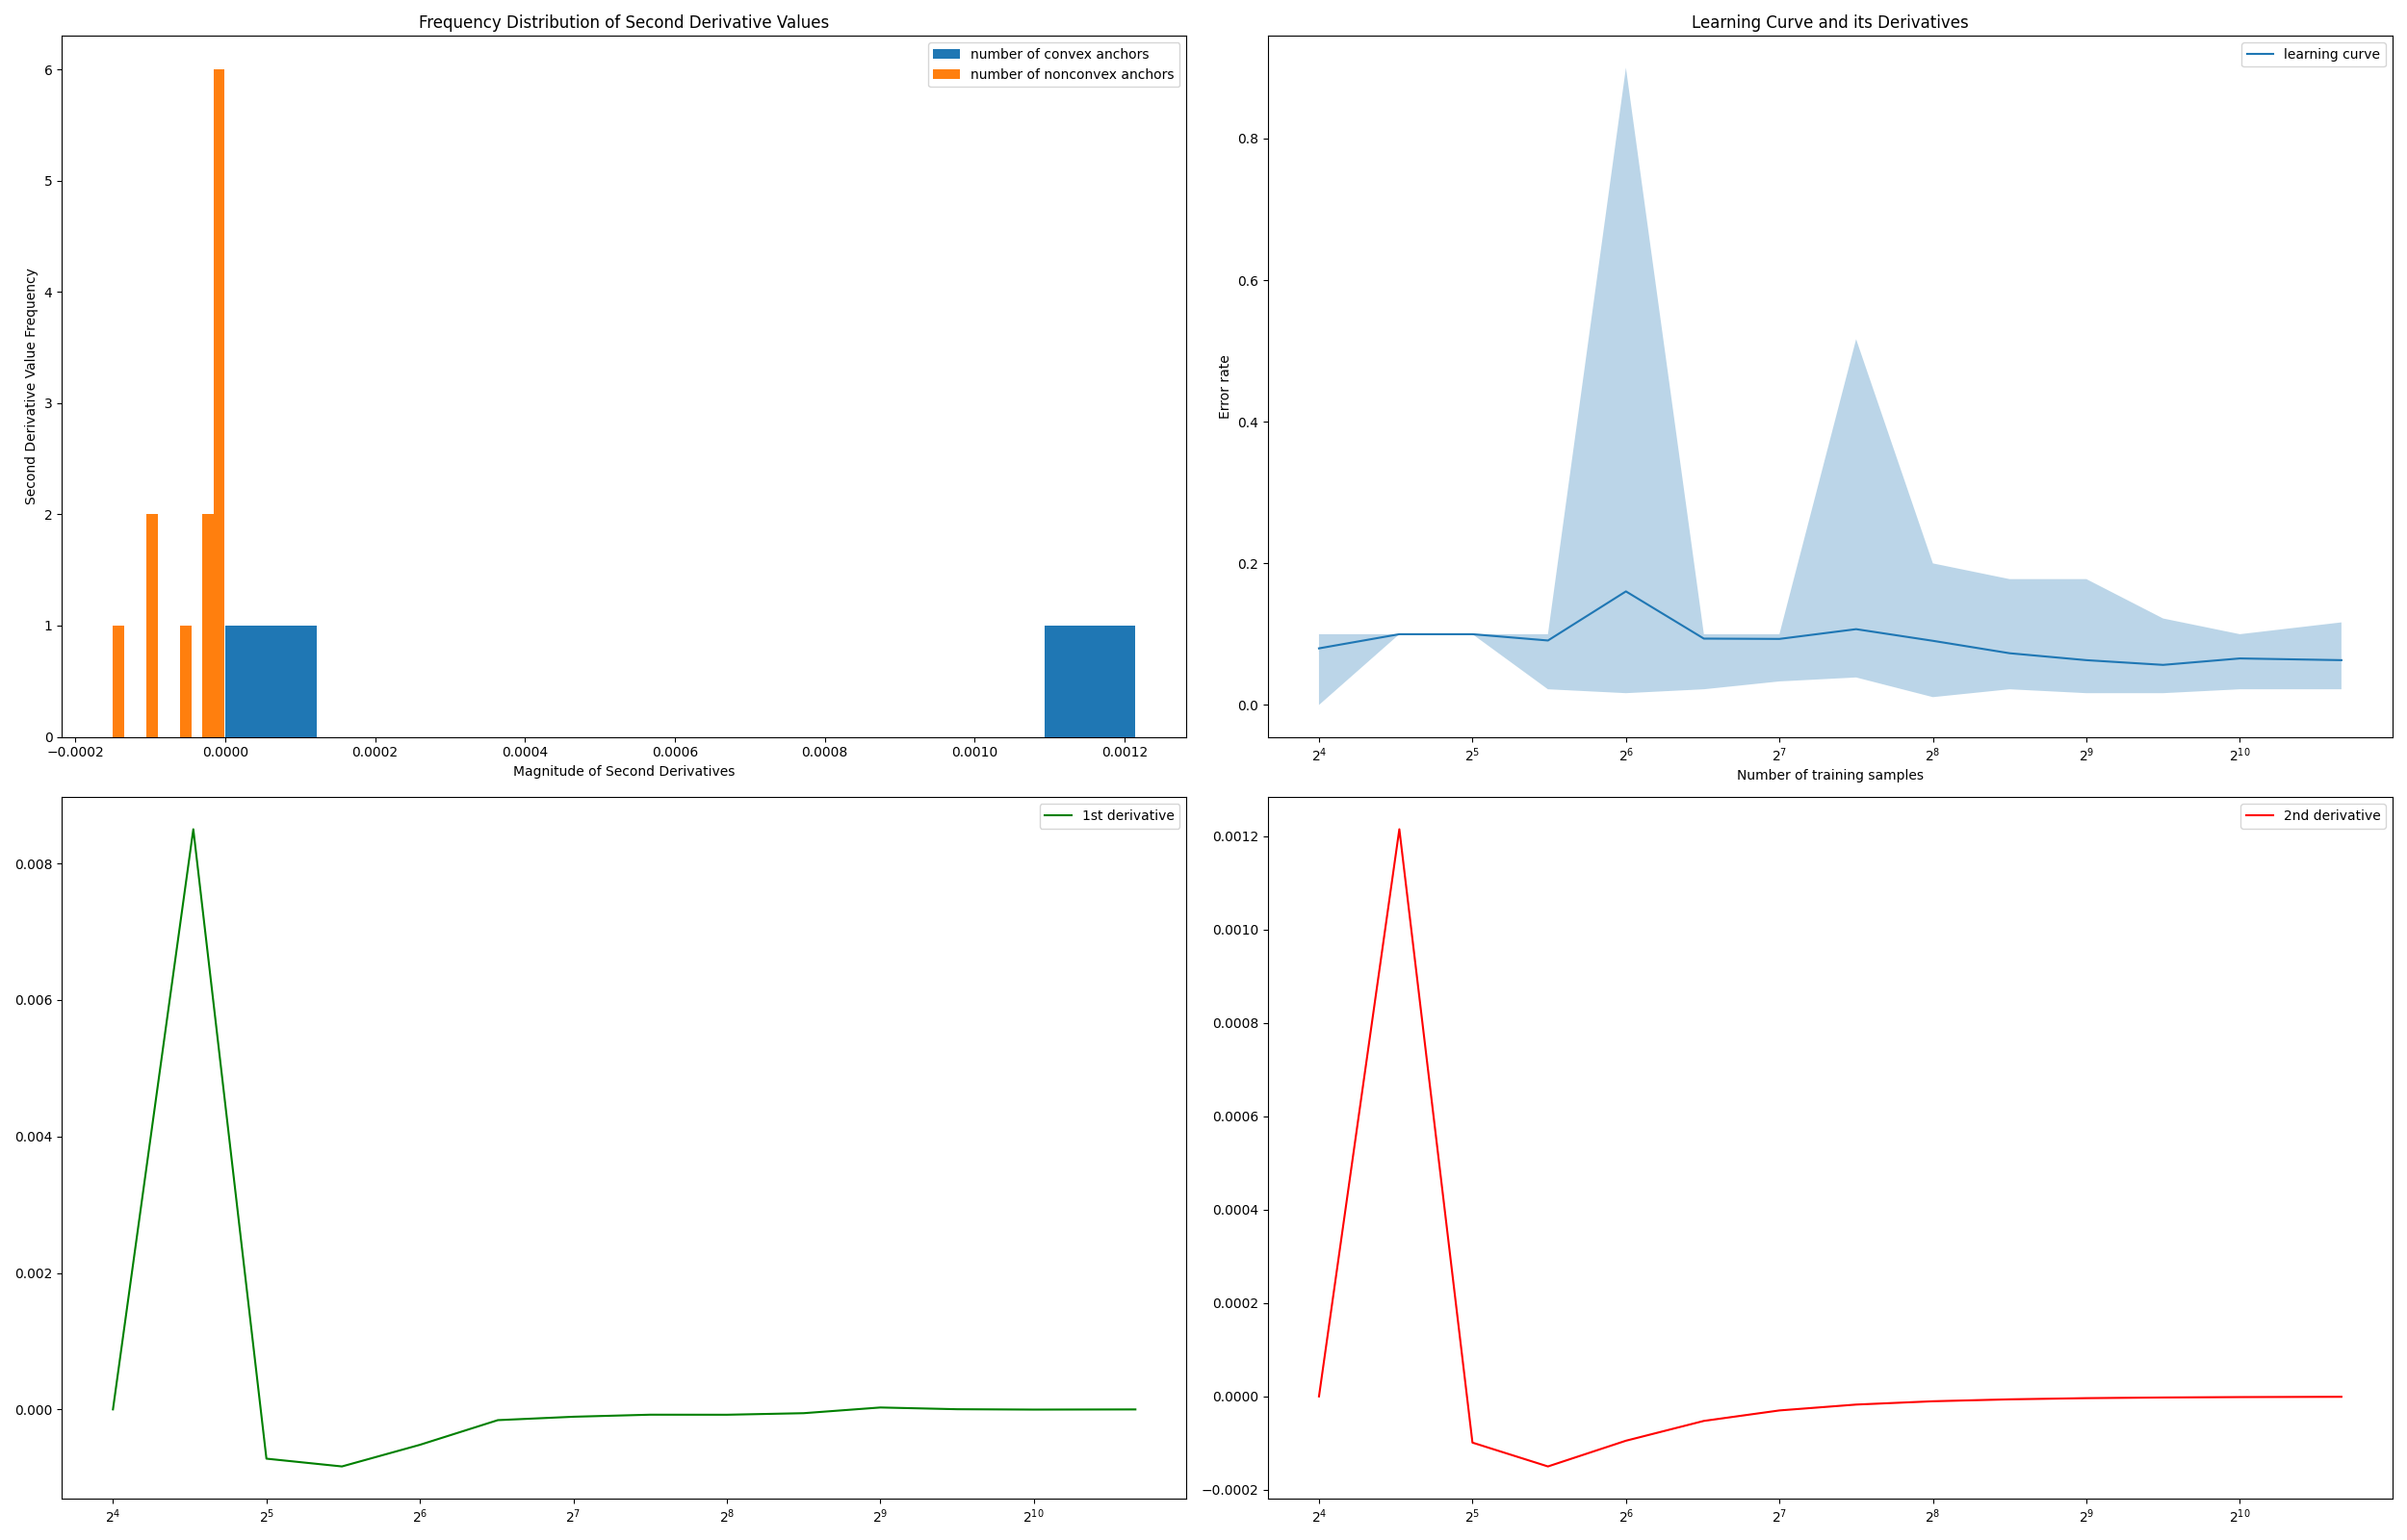 Frequency Distribution of Second Derivative Values
number of convex anchors
number of nonconvex anchors
Second Derivative Value Frequency
6
5
4
3
2
1
0
−0.0002 0.0000 0.0002 0.0004 0.0006 0.0008 0.0010 0.0012
Magnitude of Second Derivatives
Learning Curve and its Derivatives
learning curve
Error rate
0.8
0.6
0.4
0.2
0.0
2^4 2^5 2^6 2^7 2^8 2^9 2^10
Number of training samples
1st derivative
0.008
0.006
0.004
0.002
0.000
2^4 2^5 2^6 2^7 2^8 2^9 2^10
2nd derivative
0.0012
0.0010
0.0008
0.0006
0.0004
0.0002
0.0000
−0.0002
2^4 2^5 2^6 2^7 2^8 2^9 2^10